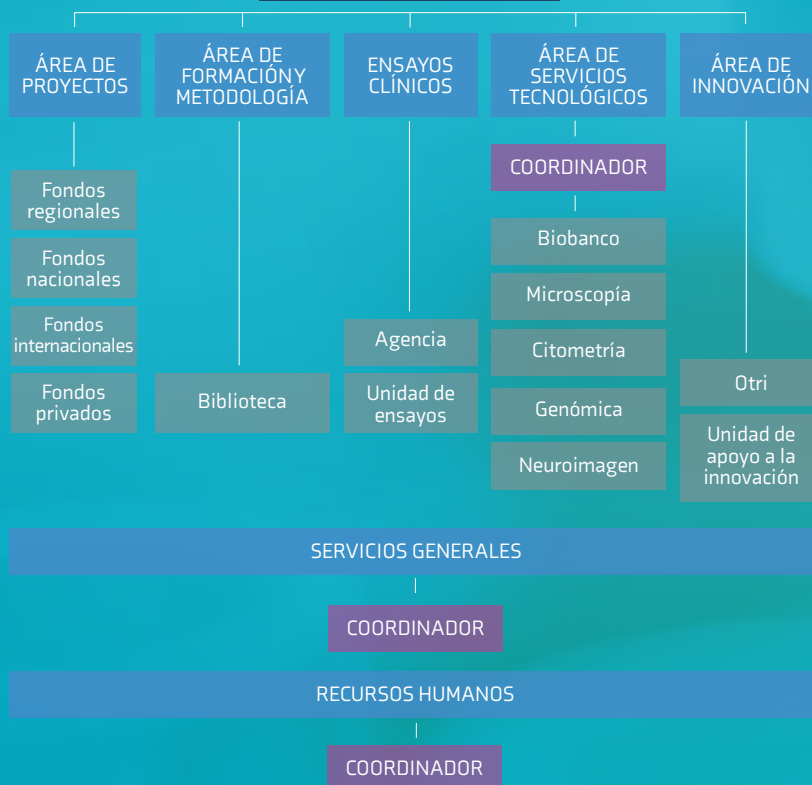 ÁREA DE
PROYECTOS
Fondos
regionales
Fondos
nacionales
Fondos
internacionales
Fondos
privados
ÁREA DE
FORMACIÓNY
METODOLOGÍA
Biblioteca
ENSAYOS
CLÍNICOS
Agencia
Unidad de
ensayos
ÁREA DE
SERVICIOS
TECNOLÓGICOS
COORDINADOR
Biobanco
Microscopía
Citometría
Genómica
Neuroimagen
ÁREA DE
INNOVACIÓN
Otri
Unidad de
apoyo a la
innovación
SERVICIOS GENERALES
COORDINADOR
RECURSOS HUMANOS
COORDINADOR